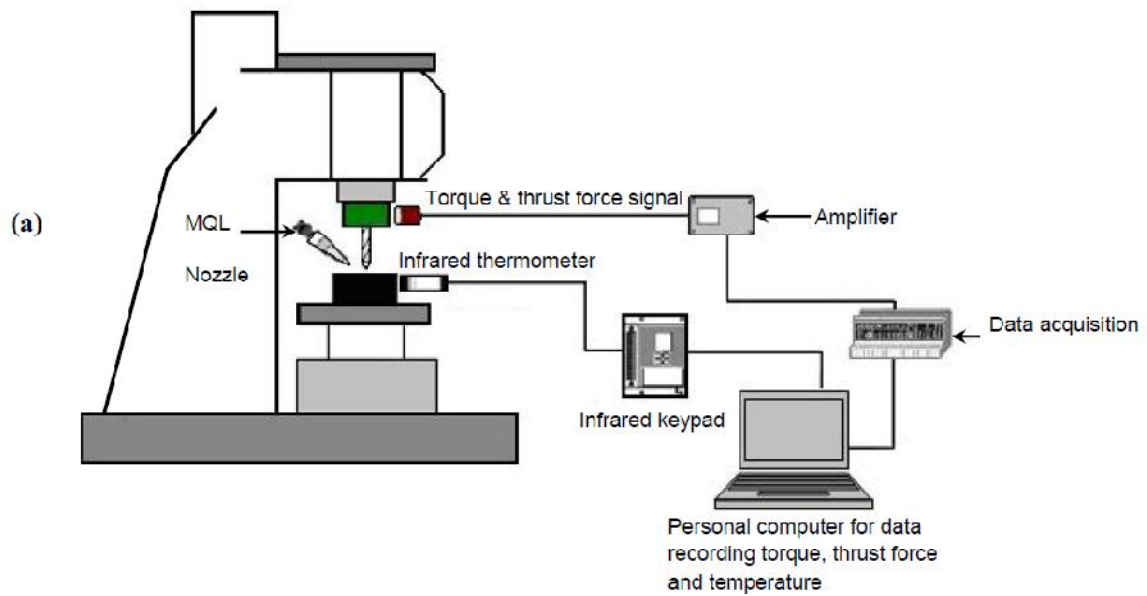 (a)
MQL
Nozzle
Torque & thrust force signal
Amplifier
Infrared thermometer
Data acquisition
Infrared keypad
Personal computer for data
recording torque, thrust force
and temperature